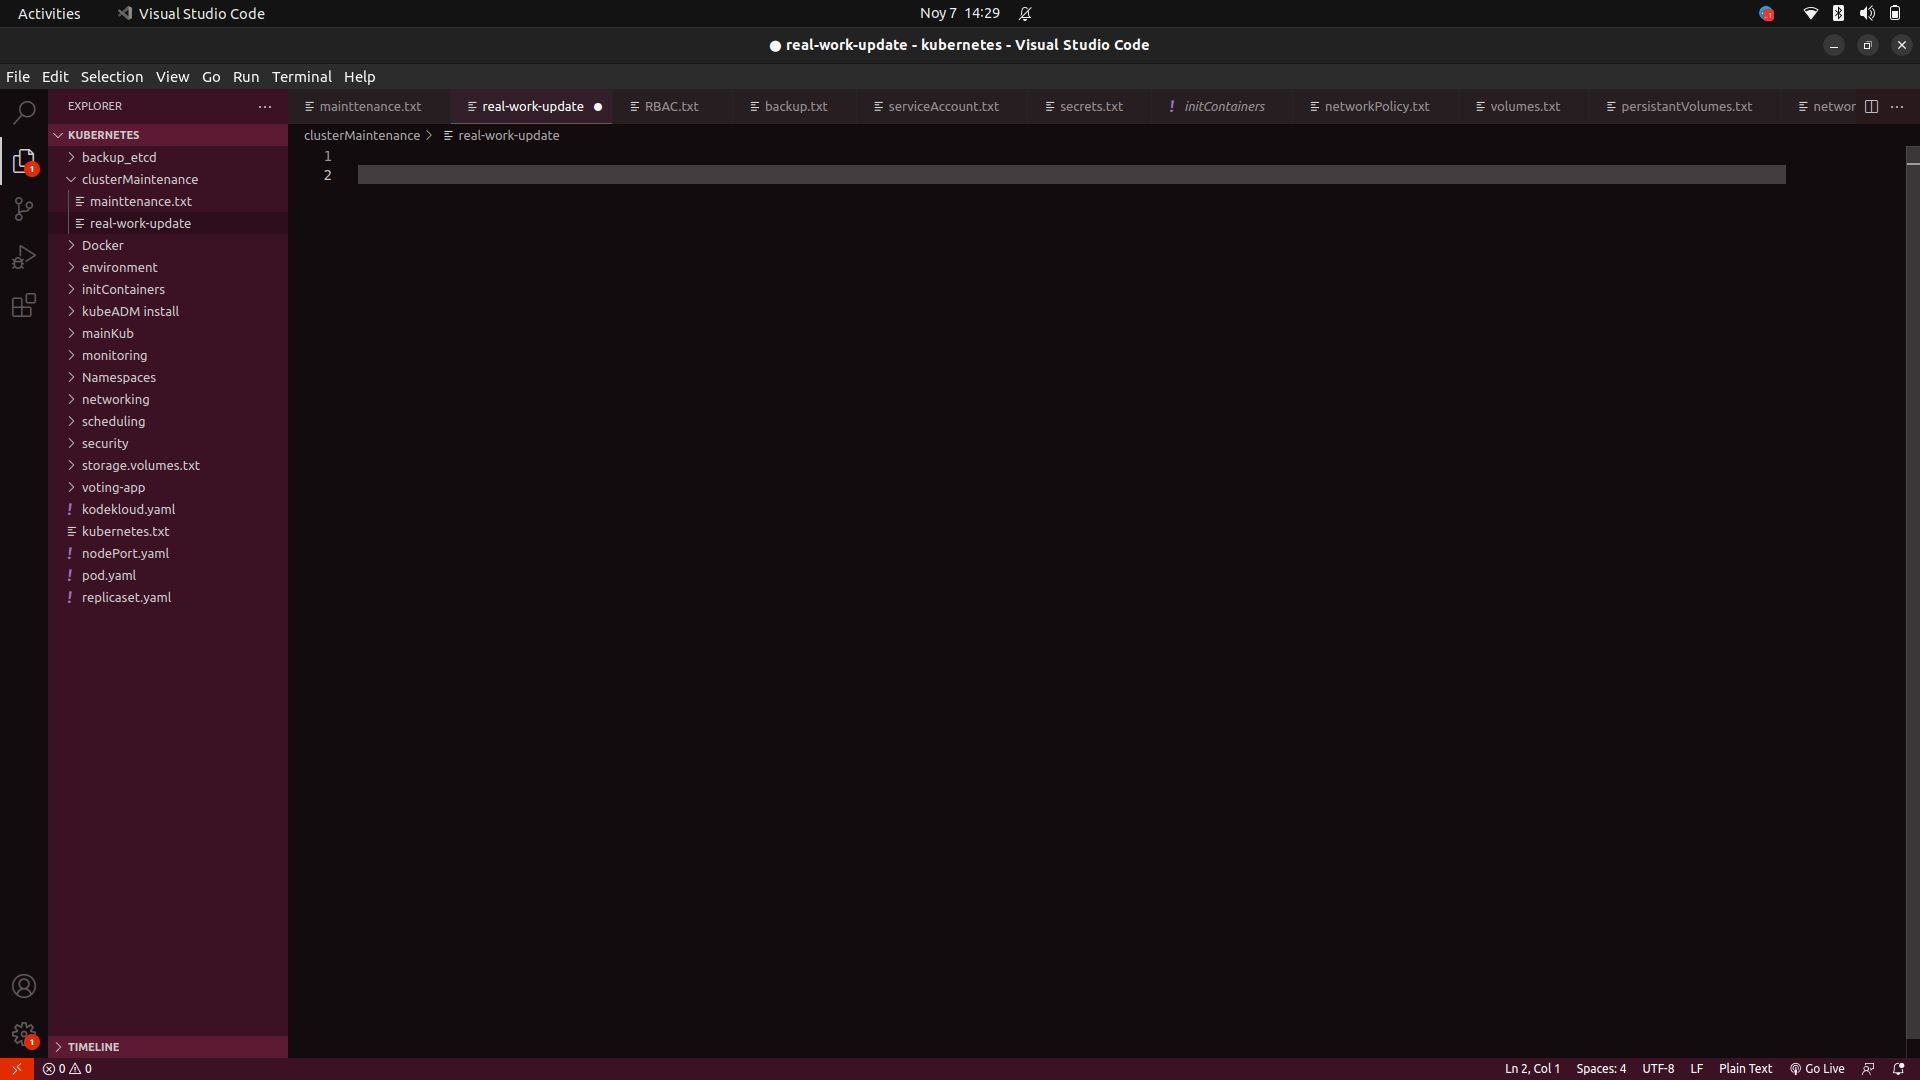 Activities
Visual Studio Code
Noy 7 14:29
● real-work-update - kubernetes - Visual Studio Code
File Edit Selection View Go Run Terminal Help
EXPLORER
mainttenance.txt
real-work-update
RBAC.txt
backup.txt
serviceAccount.txt
secrets.txt
! initContainers
networkPolicy.txt
volumes.txt
persistantVolumes.txt
networ
KUBERNETES
clusterMaintenance > real-work-update
backup_etcd
clusterMaintenance
mainttenance.txt
real-work-update
Docker
environment
initContainers
kubeADM install
mainKub
monitoring
Namespaces
networking
scheduling
security
storage.volumes.txt
voting-app
! kodekloud.yaml
kubernetes.txt
! nodePort.yaml
! pod.yaml
! replicaset.yaml
1
2
1
1
TIMELINE
0 0
Ln 2, Col 1
Spaces: 4
UTF-8
LF
Plain Text
Go Live